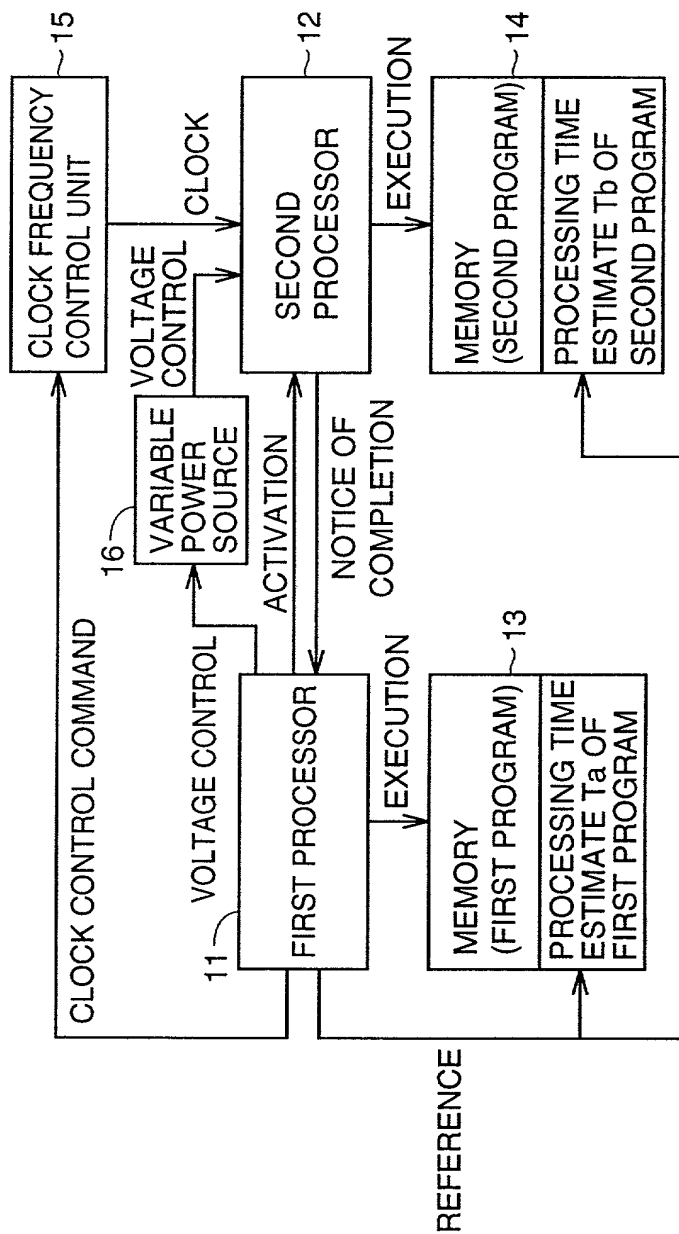 CLOCK CONTROL COMMAND
15
CLOCK FREQUENCY
CONTROL UNIT
CLOCK
VOLTAGE
CONTROL
16
VARIABLE
POWER
SOURCE
VOLTAGE CONTROL
11
FIRST PROCESSOR
ACTIVATION
NOTICE OF
COMPLETION
12
SECOND
PROCESSOR
EXECUTION
EXECUTION
13
MEMORY
(FIRST PROGRAM)
PROCESSING TIME
ESTIMATE Ta OF
FIRST PROGRAM
14
MEMORY
(SECOND PROGRAM)
PROCESSING TIME
ESTIMATE Tb OF
SECOND PROGRAM
REFERENCE